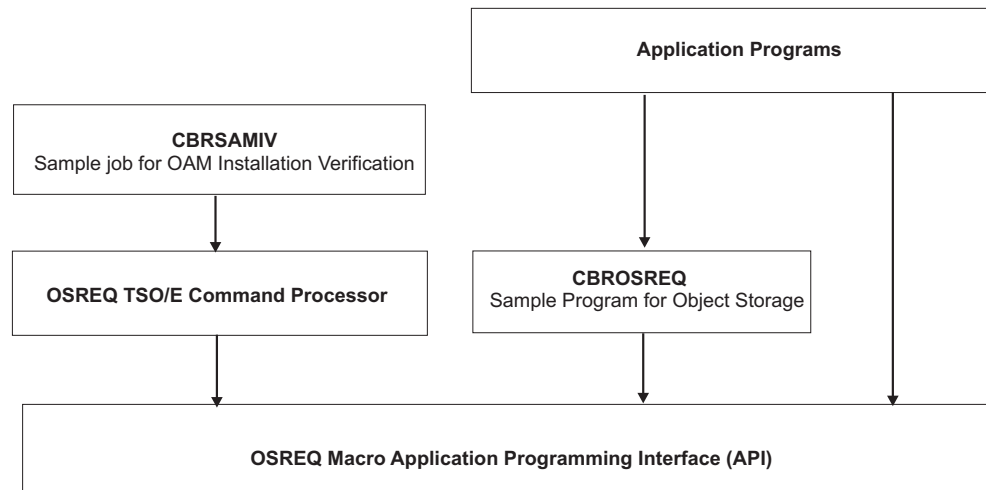 Application Programs
CBRSAMIV
Sample job for OAM Installation Verification
OSREQ TSO/E Command Processor
CBROSREQ
Sample Program for Object Storage
OSREQ Macro Application Programming Interface (API)